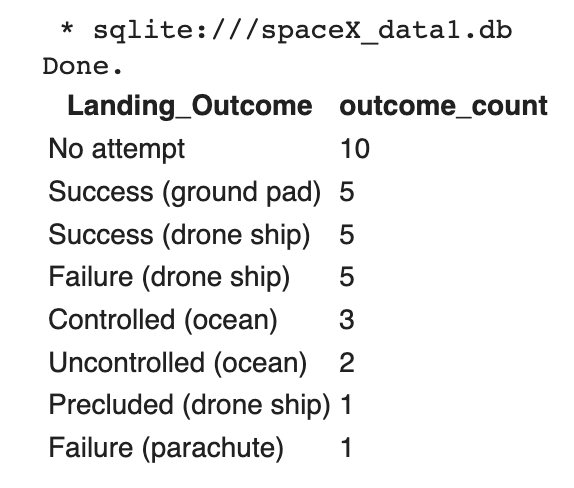 * sqlite:///spaceX_data1.db
Done.
Landing_Outcome outcome_count
No attempt 10
Success (ground pad) 5
Success (drone ship) 5
Failure (drone ship) 5
Controlled (ocean) 3
Uncontrolled (ocean) 2
Precluded (drone ship) 1
Failure (parachute) 1